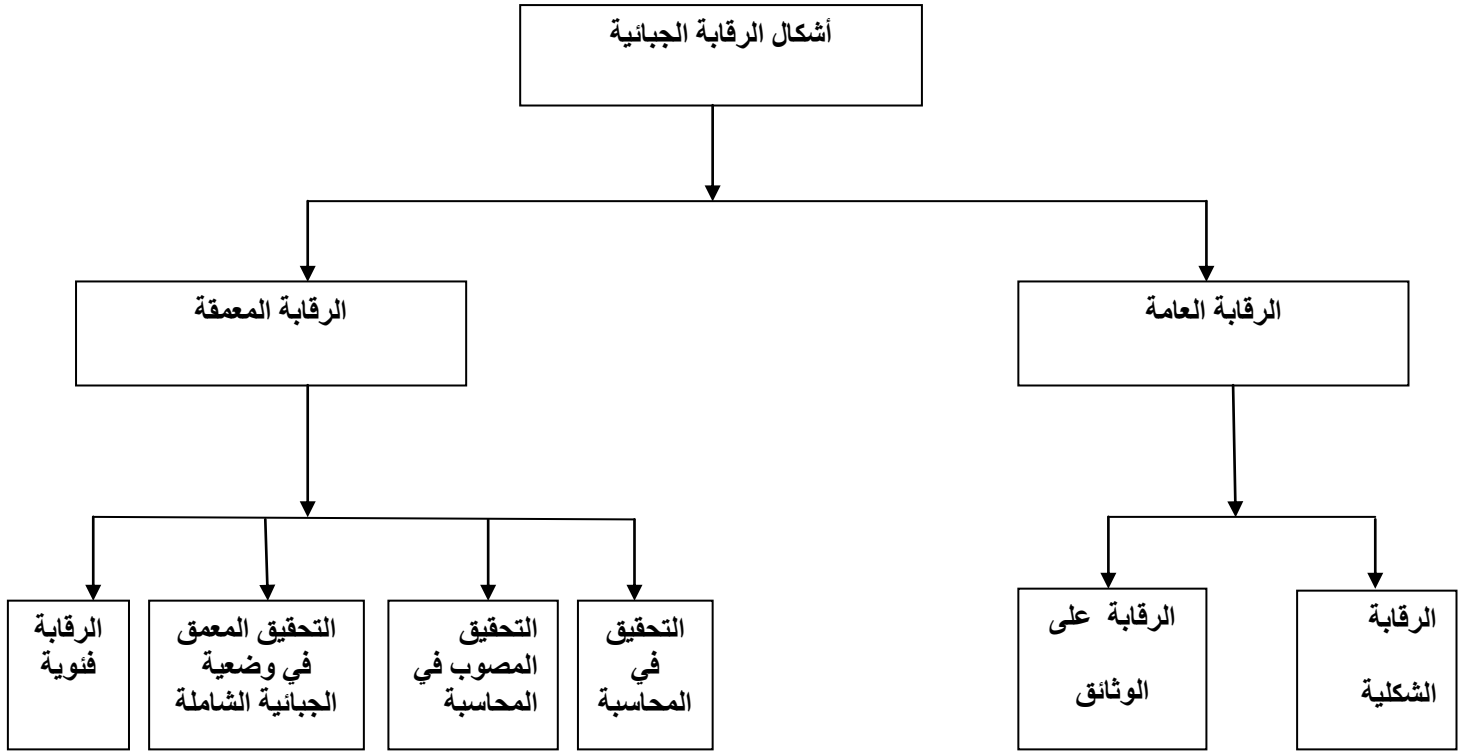 أشكال الرقابة الجبائية
الرقابة العامة
الرقابة المعمقة
الرقابة
الشكلية
الرقابة على
الوثائق
التحقيق
في
المحاسبة
التحقيق
المصوب في
المحاسبة
التحقيق المعمق
في وضعية
الجبائية الشاملة
الرقابة
فئوية